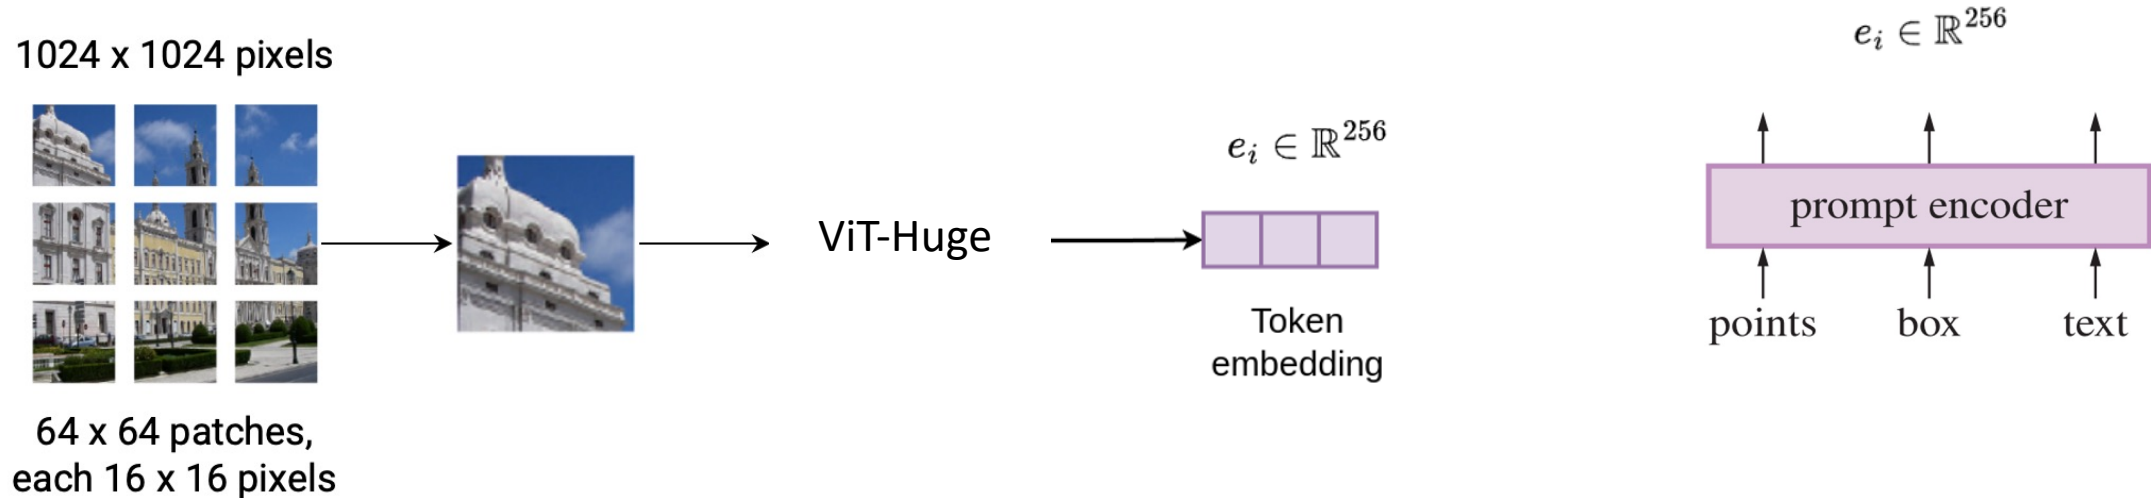 1024 x 1024 pixels
64 x 64 patches,
each 16 x 16 pixels
ViT-Huge
e_i ∈ ℝ^256
Token
embedding
e_i ∈ ℝ^256
prompt encoder
points box text